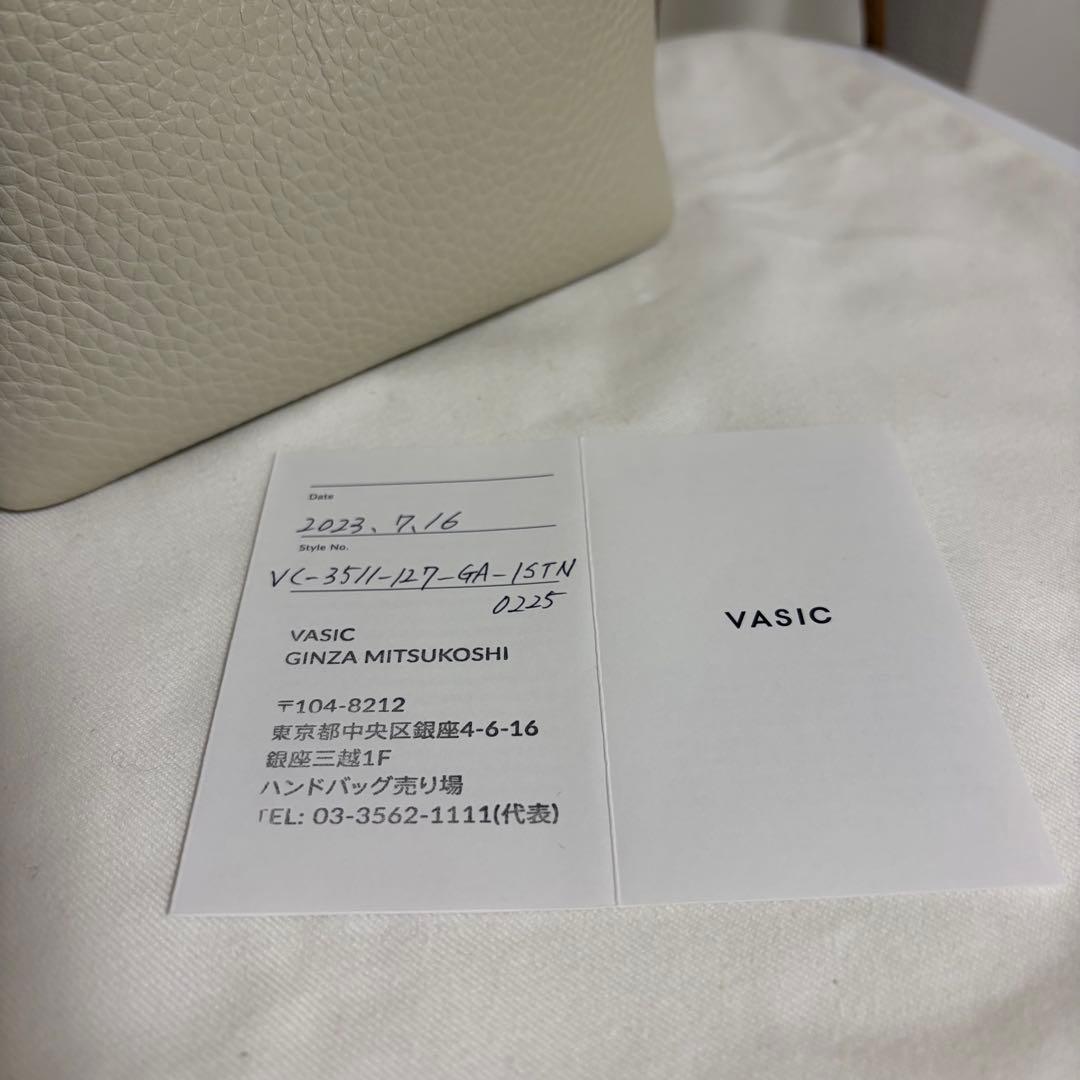 Date
2023. 7. 16
Style No.
VC-3511-127-GA-1STN
0225
VASIC
GINZA MITSUKOSHI
〒104-8212
東京都中央区銀座4-6-16
銀座三越1F
ハンドバッグ売り場
TEL: 03-3562-1111(代表)
VASIC